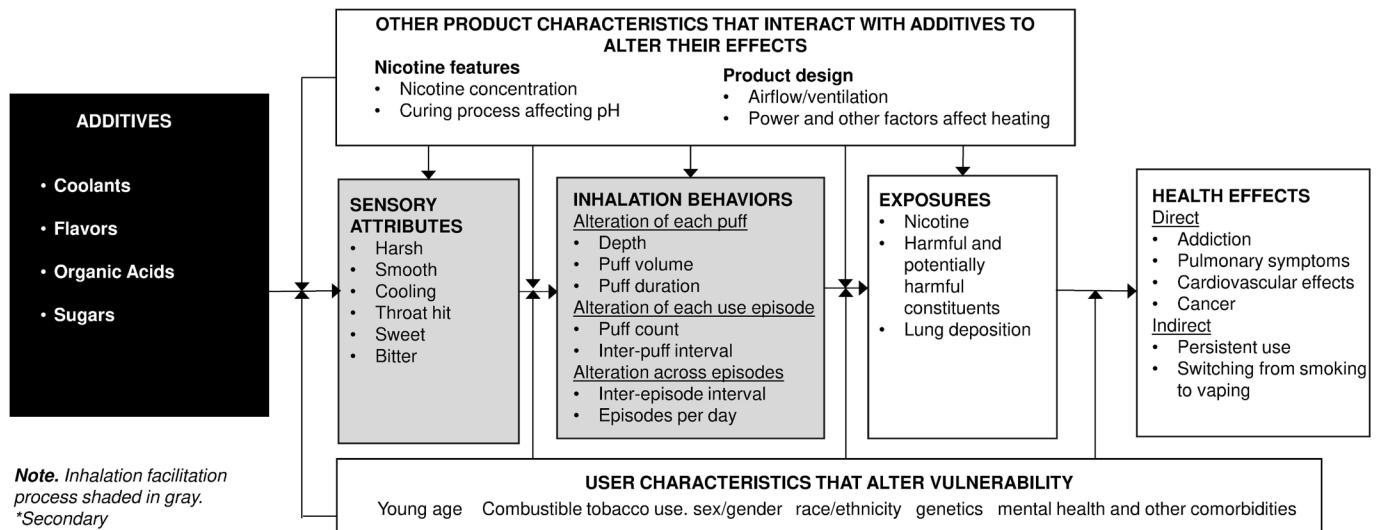 OTHER PRODUCT CHARACTERISTICS THAT INTERACT WITH ADDITIVES TO
ALTER THEIR EFFECTS
Nicotine features
• Nicotine concentration
• Curing process affecting pH
Product design
• Airflow/ventilation
• Power and other factors affect heating
ADDITIVES
• Coolants
• Flavors
• Organic Acids
• Sugars
SENSORY
ATTRIBUTES
• Harsh
• Smooth
• Cooling
• Throat hit
• Sweet
• Bitter
INHALATION BEHAVIORS
Alteration of each puff
• Depth
• Puff volume
• Puff duration
Alteration of each use episode
• Puff count
• Inter-puff interval
Alteration across episodes
• Inter-episode interval
• Episodes per day
EXPOSURES
• Nicotine
• Harmful and
potentially
harmful
constituents
• Lung deposition
HEALTH EFFECTS
Direct
• Addiction
• Pulmonary symptoms
• Cardiovascular effects
• Cancer
Indirect
• Persistent use
• Switching from smoking
to vaping
Note. Inhalation facilitation
process shaded in gray.
*Secondary
USER CHARACTERISTICS THAT ALTER VULNERABILITY
Young age Combustible tobacco use. sex/gender race/ethnicity genetics mental health and other comorbidities